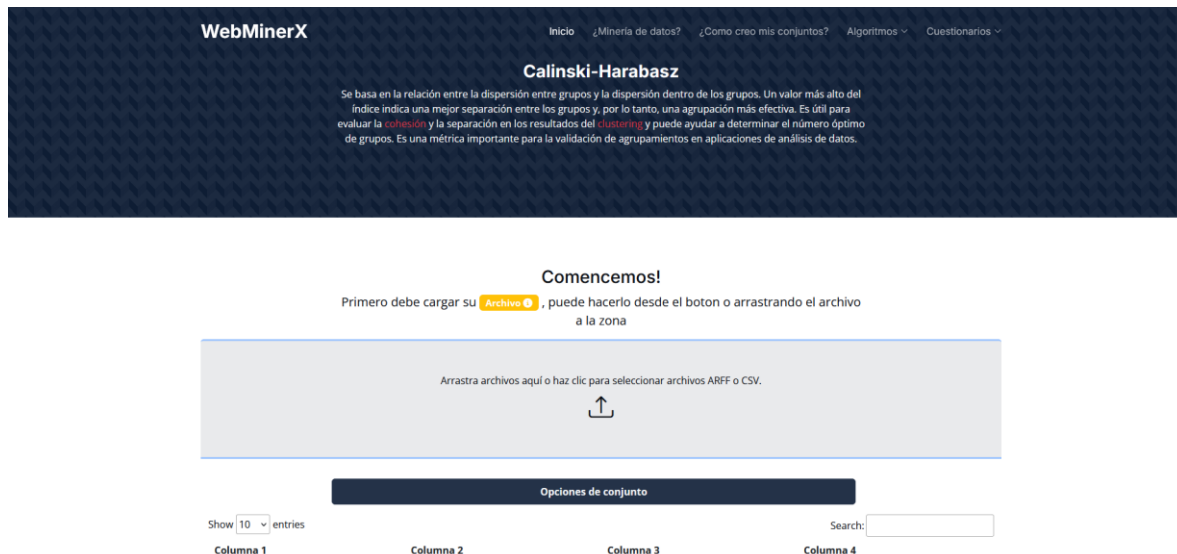 WebMinerX
Inicio ¿Minería de datos? ¿Como creo mis conjuntos? Algoritmos Cuestionarios
Calinski-Harabasz
Se basa en la relación entre la dispersión entre grupos y la dispersión dentro de los grupos. Un valor más alto del
índice indica una mejor separación entre los grupos y, por lo tanto, una agrupación más efectiva. Es útil para
evaluar la cohesión y la separación en los resultados del clustering y puede ayudar a determinar el número óptimo
de grupos. Es una métrica importante para la validación de agrupamientos en aplicaciones de análisis de datos.
Comencemos!
Primero debe cargar su Archivo , puede hacerlo desde el boton o arrastrando el archivo
a la zona
Arrastra archivos aquí o haz clic para seleccionar archivos ARFF o CSV.
Opciones de conjunto
Show 10 entries Search:
Columna 1 Columna 2 Columna 3 Columna 4